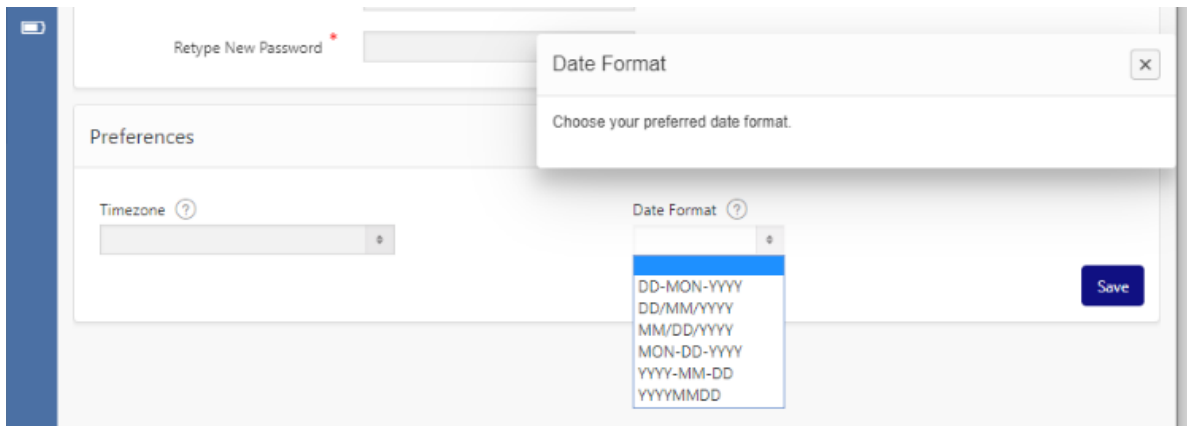 Retype New Password *
Date Format
Choose your preferred date format.
Preferences
Timezone ?
Date Format ?
DD-MON-YYYY
DD/MM/YYYY
MM/DD/YYYY
MON-DD-YYYY
YYYY-MM-DD
YYYYMMDD
Save